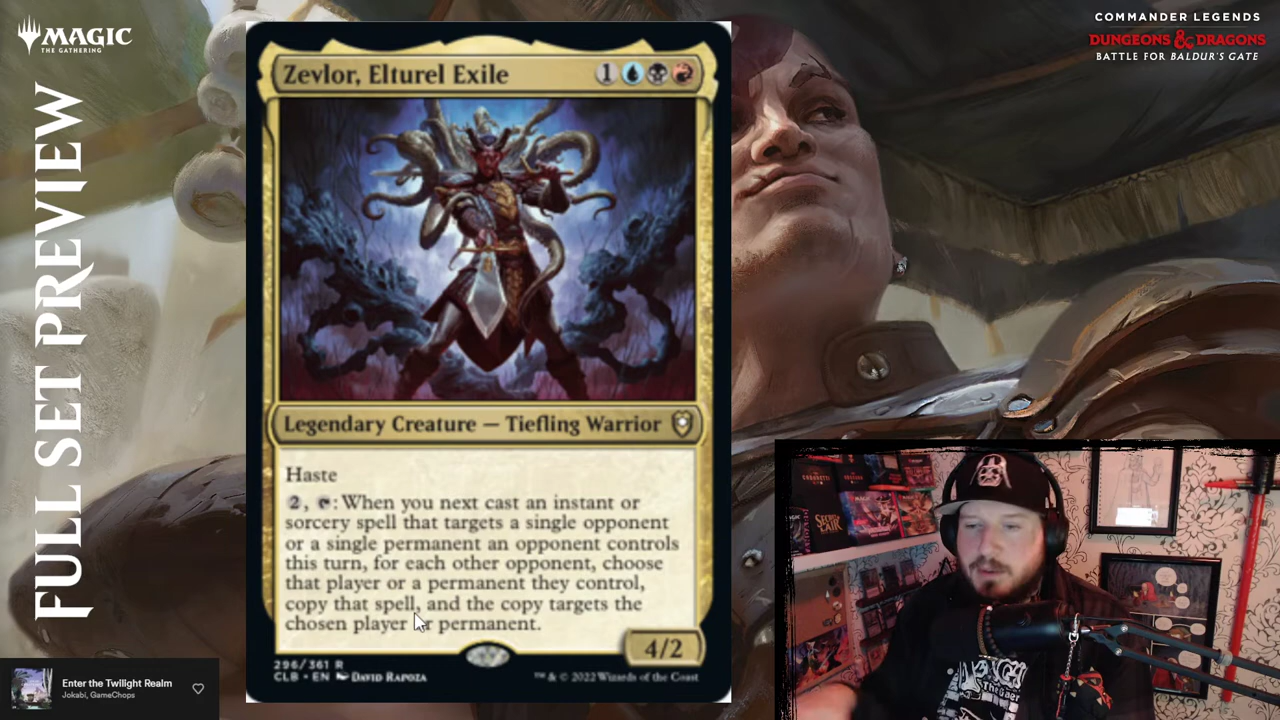 MAGIC
THE GATHERING
FULL SET PREVIEW
COMMANDER LEGENDS
DUNGEONS & DRAGONS
BATTLE FOR BALDUR'S GATE
Zevlor, Elturel Exile 1
Legendary Creature — Tiefling Warrior
Haste
2, : When you next cast an instant or
sorcery spell that targets a single opponent
or a single permanent an opponent controls
this turn, for each other opponent, choose
that player or a permanent they control,
copy that spell, and the copy targets the
chosen player or permanent.
4/2
296/361 R
CLB • EN DAVID RAPOZA
™ & © 2022 Wizards of the Coast
Enter the Twilight Realm
Jokabi, GameChops
SECRET
LAIR